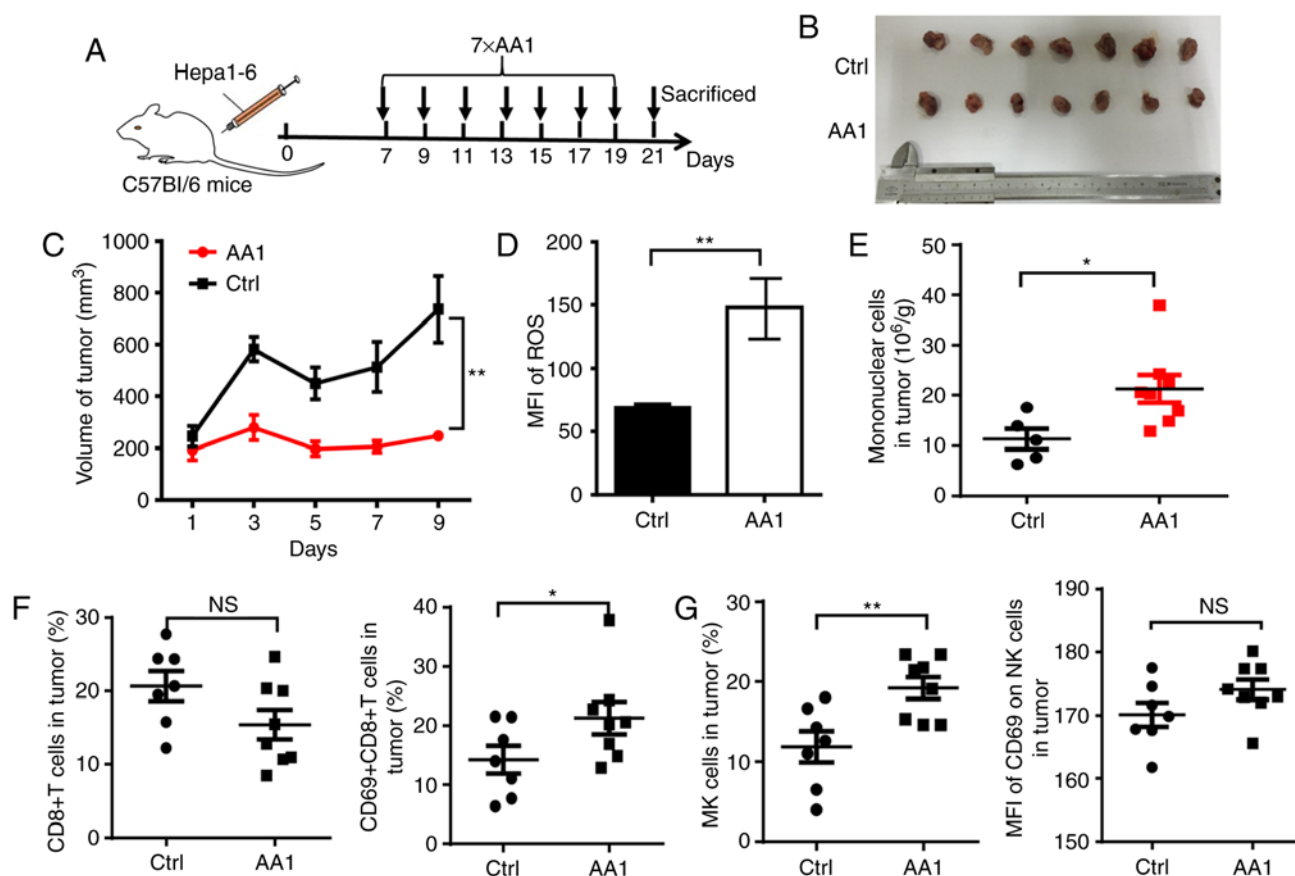 A
7×AA1
Hepa1-6
Sacrificed
0
7 9 11 13 15 17 19 21
Days
C57Bl/6 mice
B
Ctrl
AA1
C
1000
800
600
400
200
0
Volume of tumor (mm³)
AA1
Ctrl
**
1 3 5 7 9
Days
D
200
150
100
50
0
MFI of ROS
**
Ctrl AA1
E
50
40
30
20
10
0
Mononuclear cells
in tumor (10⁶/g)
*
Ctrl AA1
F
30
20
10
0
CD8+T cells in tumor (%)
NS
Ctrl AA1
40
30
20
10
0
CD69+CD8+T cells in
tumor (%)
*
Ctrl AA1
G
30
20
10
0
MK cells in tumor (%)
**
Ctrl AA1
190
180
170
160
150
MFI of CD69 on NK cells
in tumor
NS
Ctrl AA1